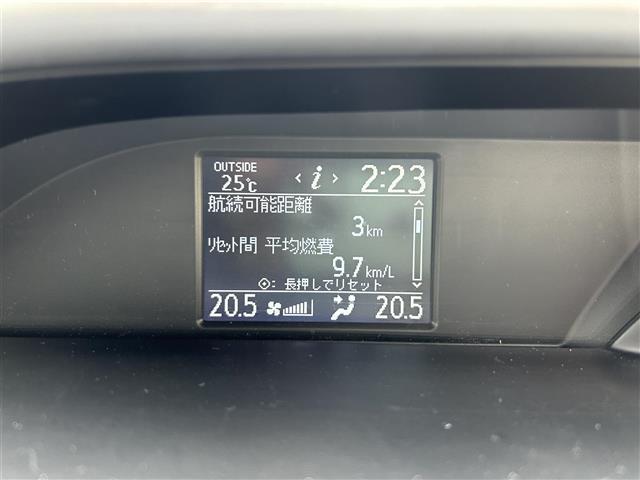 OUTSIDE
25℃ < i > 2:23
航続可能距離
3km
ﾘｾｯﾄ間 平均燃費
9.7km/L
: 長押しでリセット
20.5 20.5